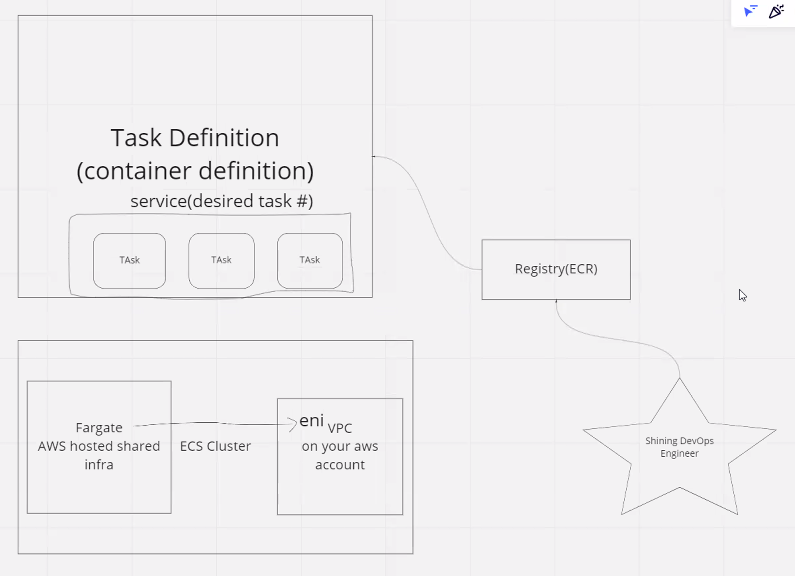 Task Definition
(container definition)
service(desired task #)
TAsk
TAsk
TAsk
Registry(ECR)
Fargate
AWS hosted shared
infra
ECS Cluster
eni
VPC
on your aws
account
Shining DevOps
Engineer